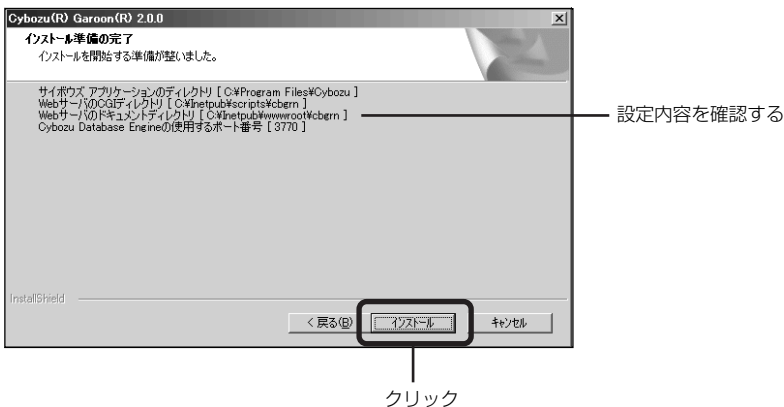 Cybozu(R) Garoon(R) 2.0.0
インストール準備の完了
インストールを開始する準備が整いました。
サイボウズ アプリケーションのディレクトリ [ C:¥Program Files¥Cybozu ]
WebサーバのCGIディレクトリ [ C:¥Inetpub¥scripts¥cbgrn ]
Webサーバのドキュメントディレクトリ [ C:¥Inetpub¥wwwroot¥cbgrn ]
Cybozu Database Engineの使用するポート番号 [ 3770 ]
設定内容を確認する
InstallShield
< 戻る(B)
インストール
キャンセル
クリック